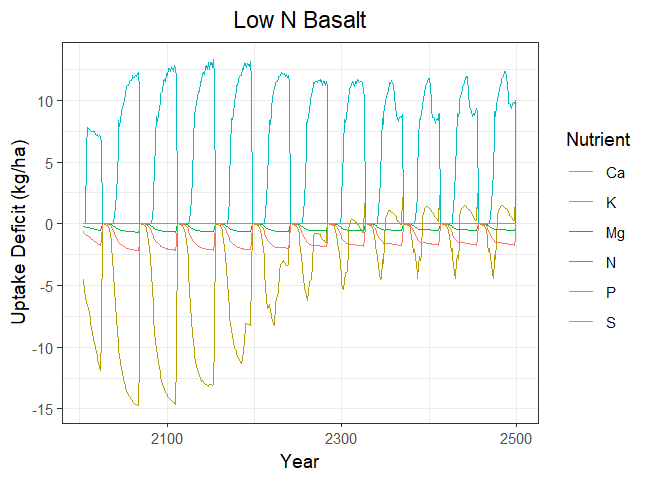 Low N Basalt
Uptake Deficit (kg/ha)
10
5
0
-5
-10
-15
2100
2300
2500
Year
Nutrient
Ca
K
Mg
N
P
S